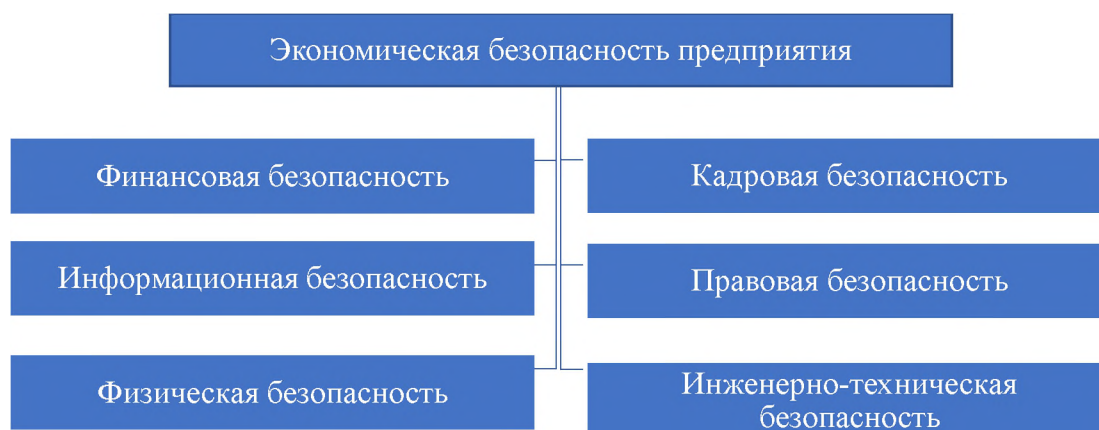 Экономическая безопасность предприятия
Финансовая безопасность
Кадровая безопасность
Информационная безопасность
Правовая безопасность
Физическая безопасность
Инженерно-техническая
безопасность